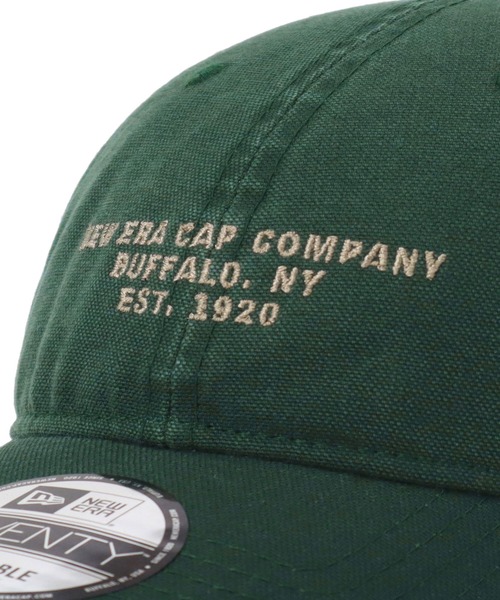 NEW ERA CAP COMPANY
BUFFALO, NY
EST. 1920
NEW ERA